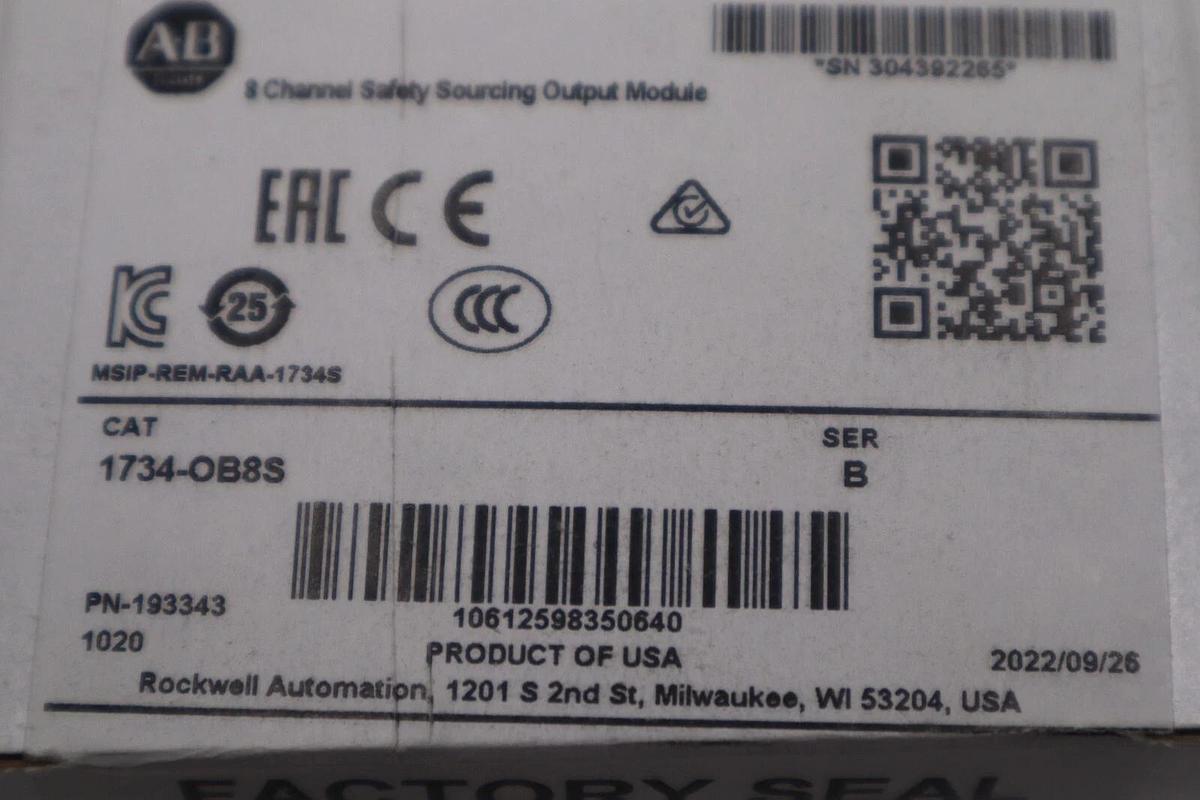 AB
*SN 304392265*
8 Channel Safety Sourcing Output Module
EAC CE
KC 25 CCC
MSIP-REM-RAA-1734S
CAT SER
1734-OB8S B
10612598350640
PN-193343
1020
PRODUCT OF USA 2022/09/26
Rockwell Automation, 1201 S 2nd St, Milwaukee, WI 53204, USA
FACTORY SEAL